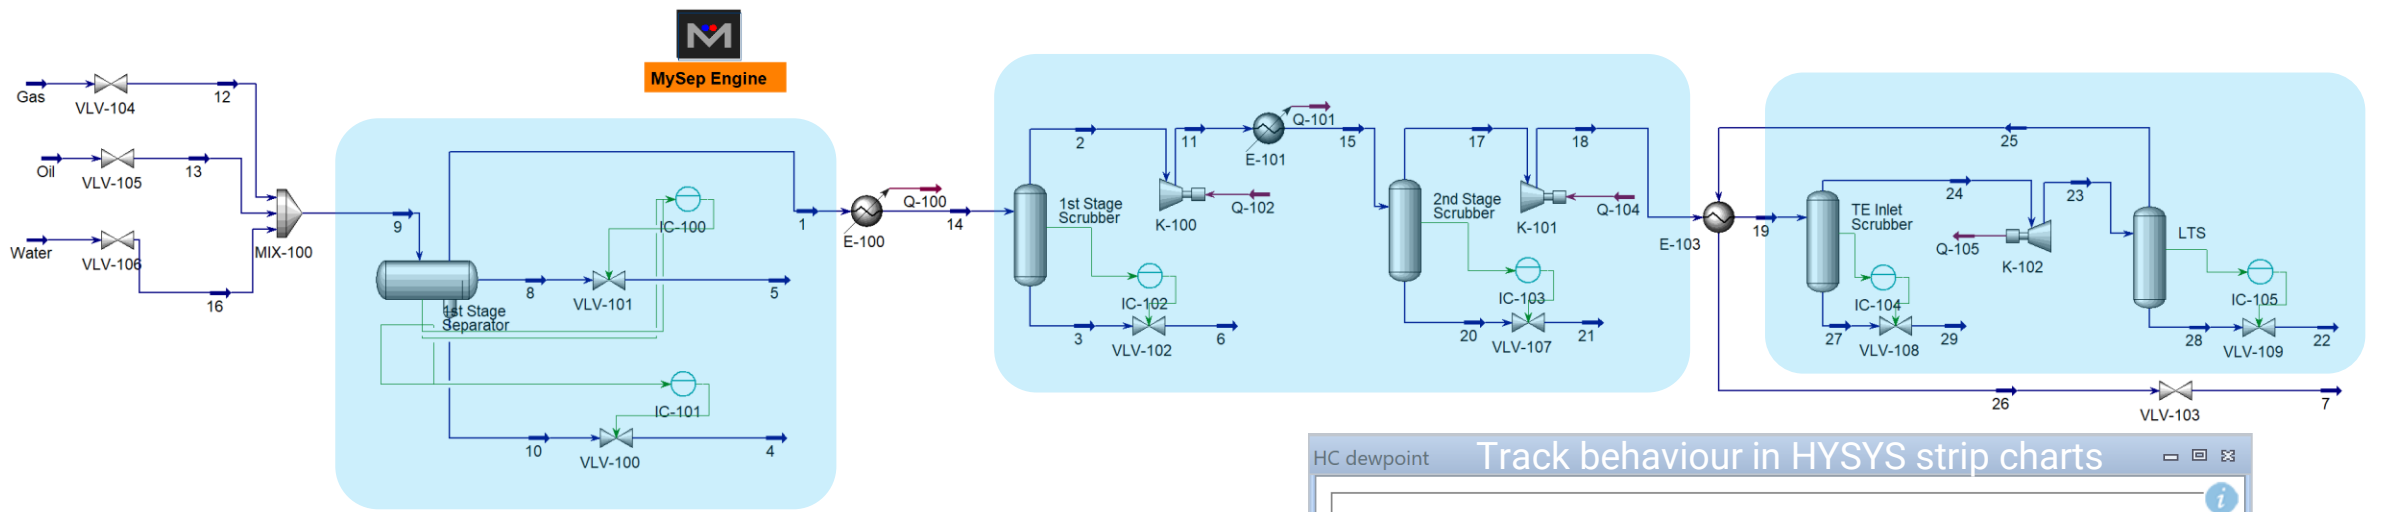 MySep Engine
Gas
VLV-104
12
Oil
VLV-105
13
Water
VLV-106
16
MIX-100
9
1st Stage
Separator
8
VLV-101
5
IC-100
IC-101
10
VLV-100
4
1
E-100
Q-100
14
1st Stage
Scrubber
2
K-100
Q-102
11
E-101
Q-101
15
IC-102
3
VLV-102
6
2nd Stage
Scrubber
17
K-101
Q-104
18
IC-103
20
VLV-107
21
E-103
19
TE Inlet
Scrubber
24
23
25
Q-105
K-102
IC-104
27
VLV-108
29
LTS
IC-105
28
VLV-109
22
26
VLV-103
7
HC dewpoint
Track behaviour in HYSYS strip charts
i